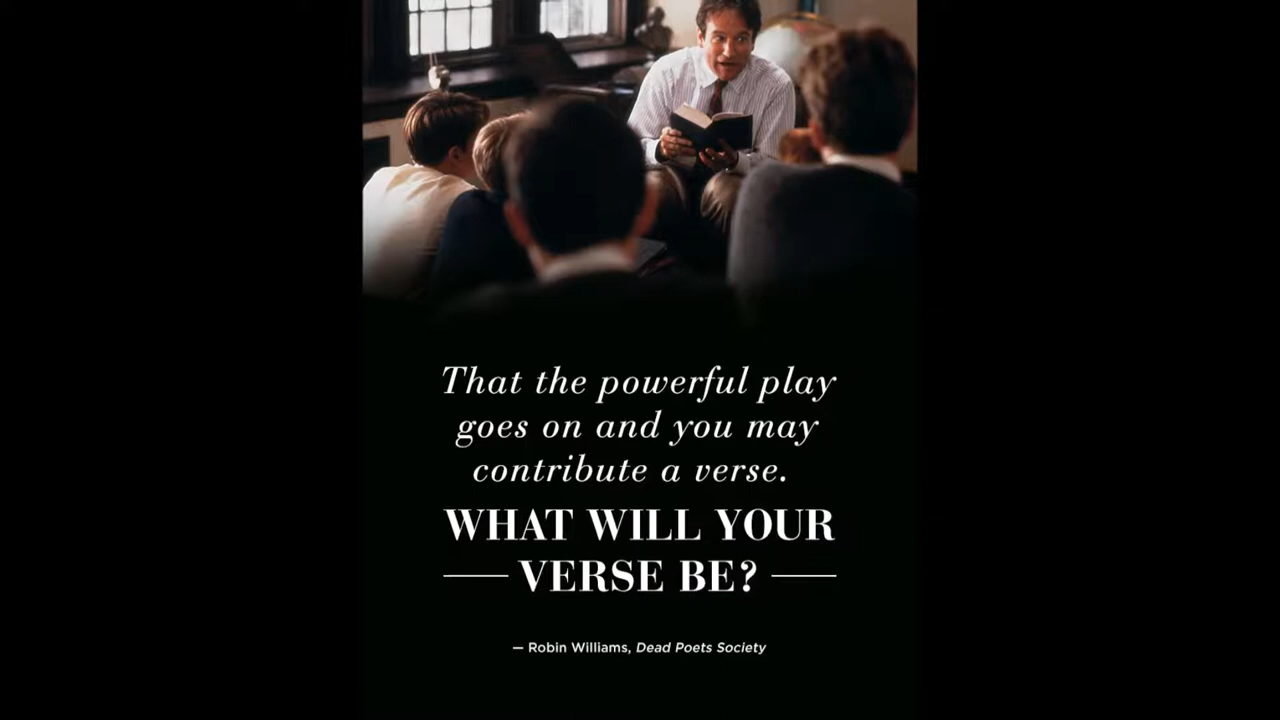 That the powerful play
goes on and you may
contribute a verse.
WHAT WILL YOUR
VERSE BE?
— Robin Williams, Dead Poets Society